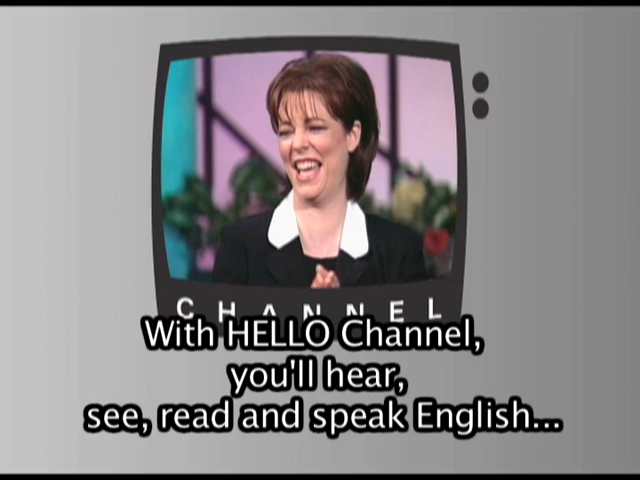 CHANNEL
With HELLO Channel,
you'll hear,
see, read and speak English...